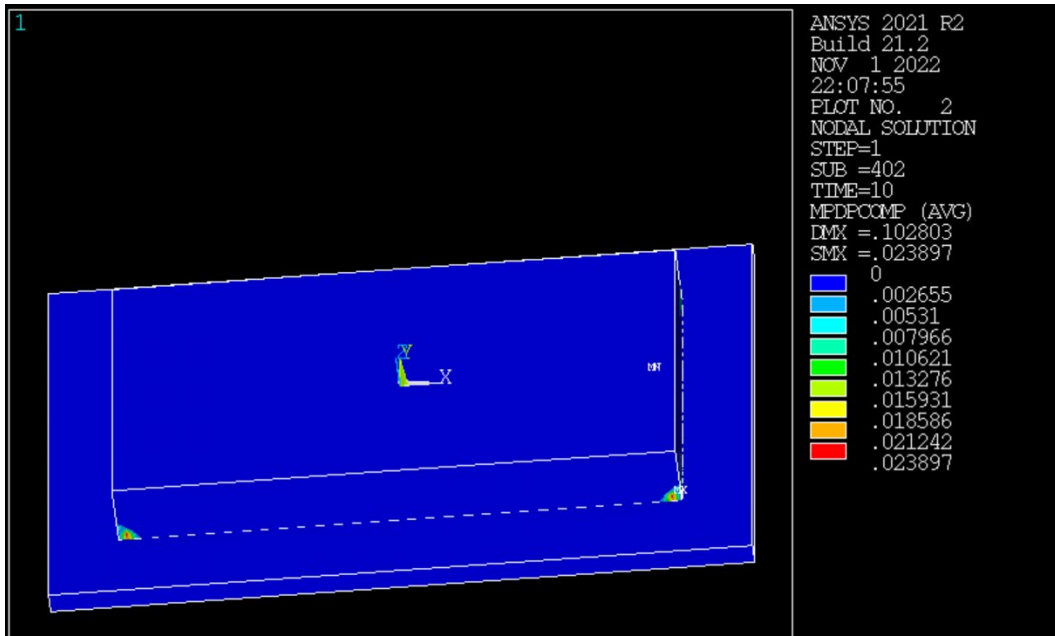 1
ANSYS 2021 R2
Build 21.2
NOV 1 2022
22:07:55
PLOT NO. 2
NODAL SOLUTION
STEP=1
SUB =402
TIME=10
MPDPCOMP (AVG)
DMX =.102803
SMX =.023897
0
.002655
.00531
.007966
.010621
.013276
.015931
.018586
.021242
.023897
Y
X
MN
MX